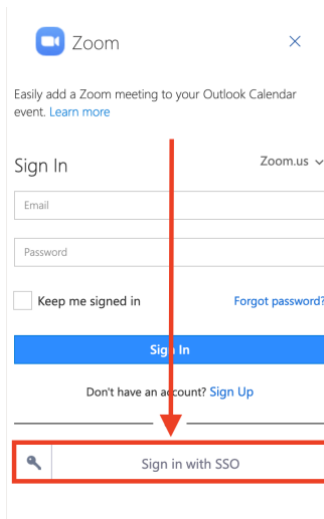 Zoom
Easily add a Zoom meeting to your Outlook Calendar
event. Learn more
Sign In
Zoom.us
Email
Password
Keep me signed in
Forgot password?
Sign In
Don't have an account? Sign Up
Sign in with SSO